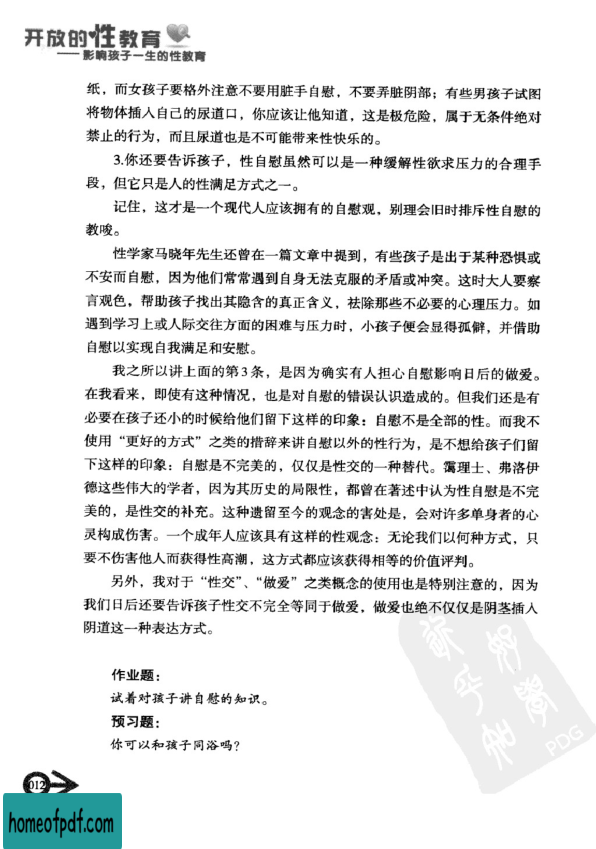 开放的性教育
——影响孩子一生的性教育
纸，而女孩子要格外注意不要用脏手自慰，不要弄脏阴部；有些男孩子试图
将物体插入自己的尿道口，你应该让他知道，这是极危险，属于无条件绝对
禁止的行为，而且尿道也是不可能带来性快乐的。
3.你还要告诉孩子，性自慰虽然可以是一种缓解性欲求压力的合理手
段，但它只是人的性满足方式之一。
记住，这才是一个现代人应该拥有的自慰观，别理会旧时排斥性自慰的
教唆。
性学家马晓年先生还曾在一篇文章中提到，有些孩子是出于某种恐惧或
不安而自慰，因为他们常常遇到自身无法克服的矛盾或冲突。这时大人要察
言观色，帮助孩子找出其隐含的真正含义，祛除那些不必要的心理压力。如
遇到学习上或人际交往方面的困难与压力时，小孩子便会显得孤僻，并借助
自慰以实现自我满足和安慰。
我之所以讲上面的第3条，是因为确实有人担心自慰影响日后的做爱。
在我看来，即使有这种情况，也是对自慰的错误认识造成的。但我们还是有
必要在孩子还小的时候给他们留下这样的印象：自慰不是全部的性。而我不
使用“更好的方式”之类的措辞来讲自慰以外的性行为，是不想给孩子们留
下这样的印象：自慰是不完美的，仅仅是性交的一种替代。霭理士、弗洛伊
德这些伟大的学者，因为其历史的局限性，都曾在著述中认为性自慰是不完
美的，是性交的补充。这种遗留至今的观念的害处是，会对许多单身者的心
灵构成伤害。一个成年人应该具有这样的性观念：无论我们以何种方式，只
要不伤害他人而获得性高潮，这方式都应该获得相等的价值评判。
另外，我对于“性交”、“做爱”之类概念的使用也是特别注意的，因为
我们日后还要告诉孩子性交不完全等同于做爱，做爱也绝不仅仅是阴茎插入
阴道这一种表达方式。
作业题：
试着对孩子讲自慰的知识。
预习题：
你可以和孩子同浴吗？
PDG
012
homeofpdf.com